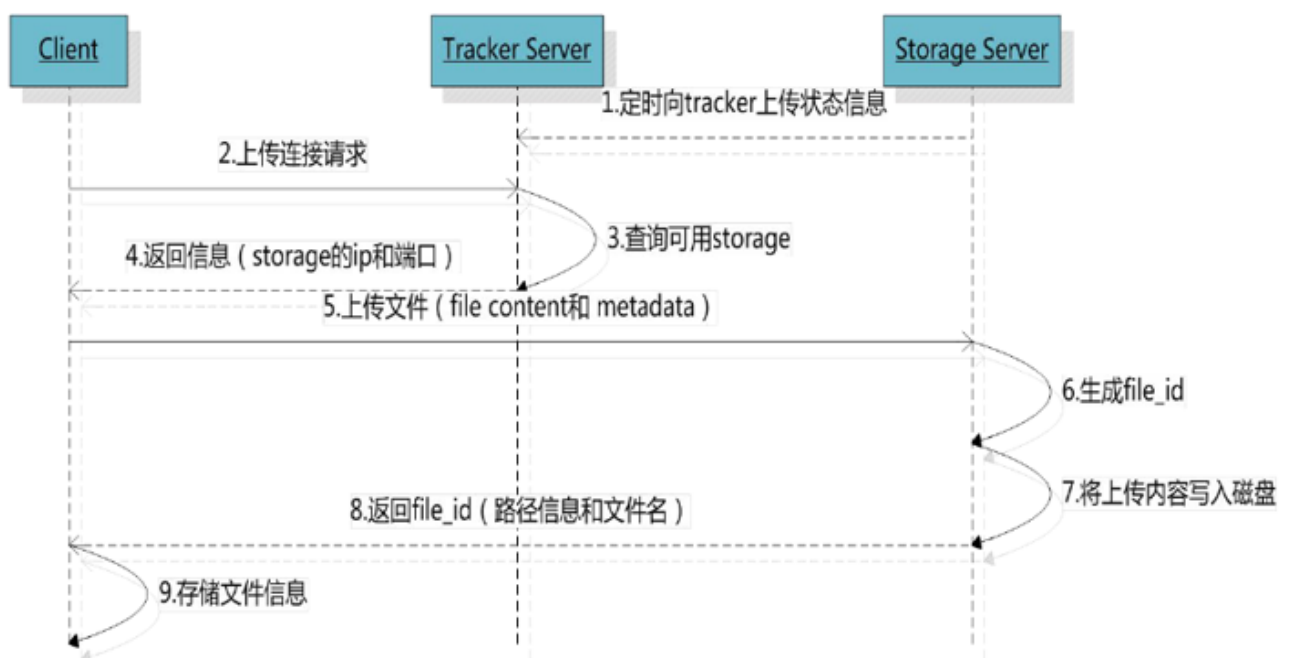 Client
Tracker Server
Storage Server
1.定时向tracker上传状态信息
2.上传连接请求
3.查询可用storage
4.返回信息（storage的ip和端口）
5.上传文件（file content和 metadata）
6.生成file_id
7.将上传内容写入磁盘
8.返回file_id（路径信息和文件名）
9.存储文件信息